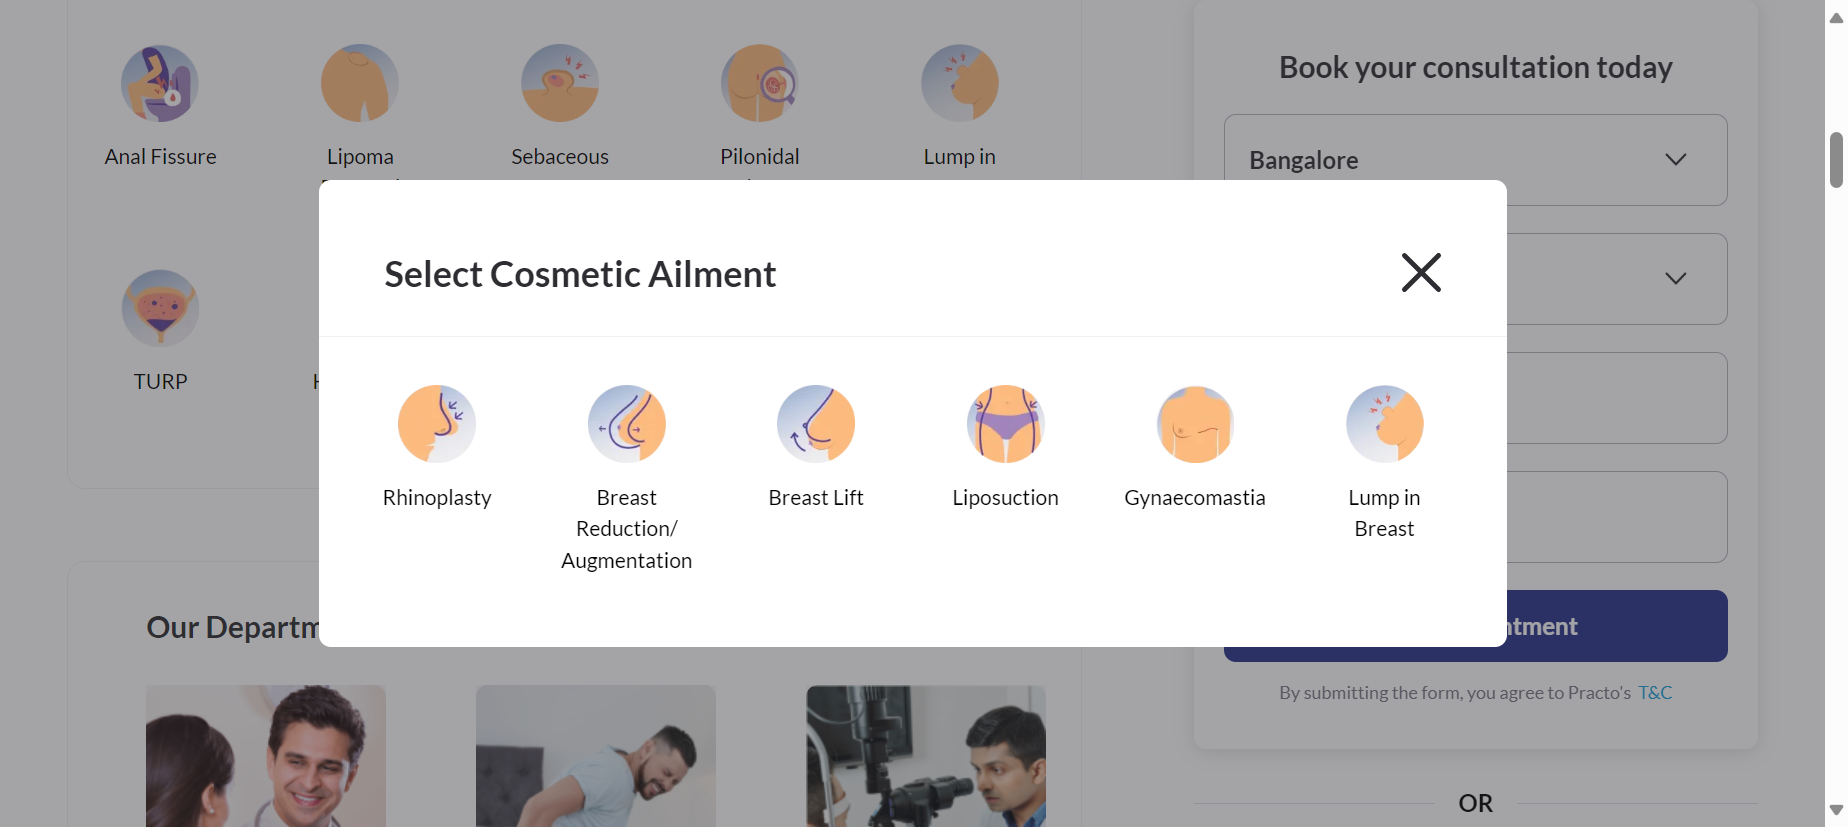 Book your consultation today
Bangalore
Anal Fissure
Lipoma
Sebaceous
Pilonidal
Lump in
TURP
Select Cosmetic Ailment
Rhinoplasty
Breast
Reduction/
Augmentation
Breast Lift
Liposuction
Gynaecomastia
Lump in
Breast
Our Departm
ntment
By submitting the form, you agree to Practo's T&C
OR